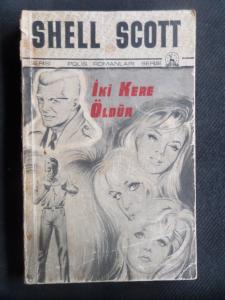 SHELL SCOTT
SERİSİ POLİS ROMANLARI SERİSİ
İKİ KERE
ÖLDÜR